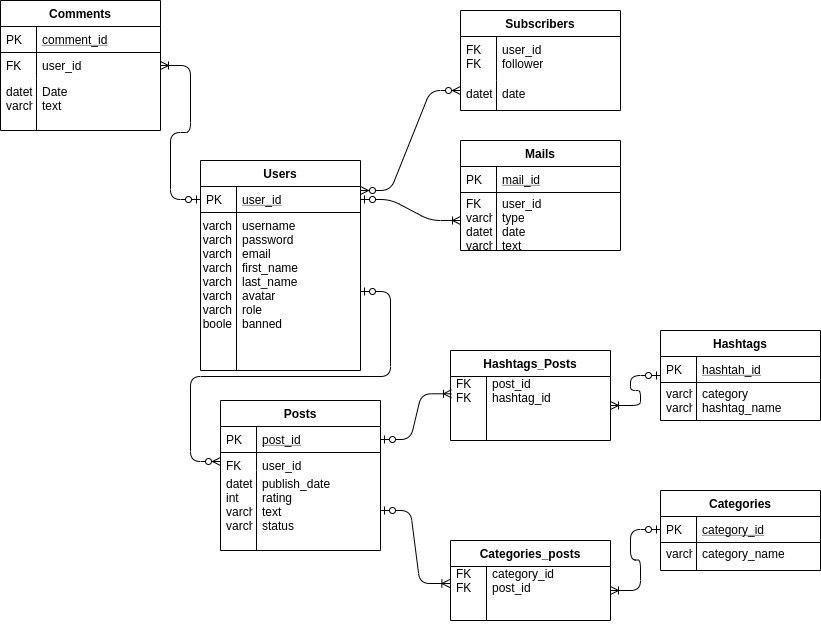 Comments
PK comment_id
FK user_id
datet Date
varch text
Subscribers
FK user_id
FK follower
datet date
Mails
PK mail_id
FK user_id
varch type
datet date
varch text
Users
PK user_id
varch username
varch password
varch email
varch first_name
varch last_name
varch avatar
varch role
boole banned
Hashtags_Posts
FK post_id
FK hashtag_id
Hashtags
PK hashtah_id
varch category
varch hashtag_name
Posts
PK post_id
FK user_id
datet publish_date
int rating
varch text
varch status
Categories_posts
FK category_id
FK post_id
Categories
PK category_id
varch category_name